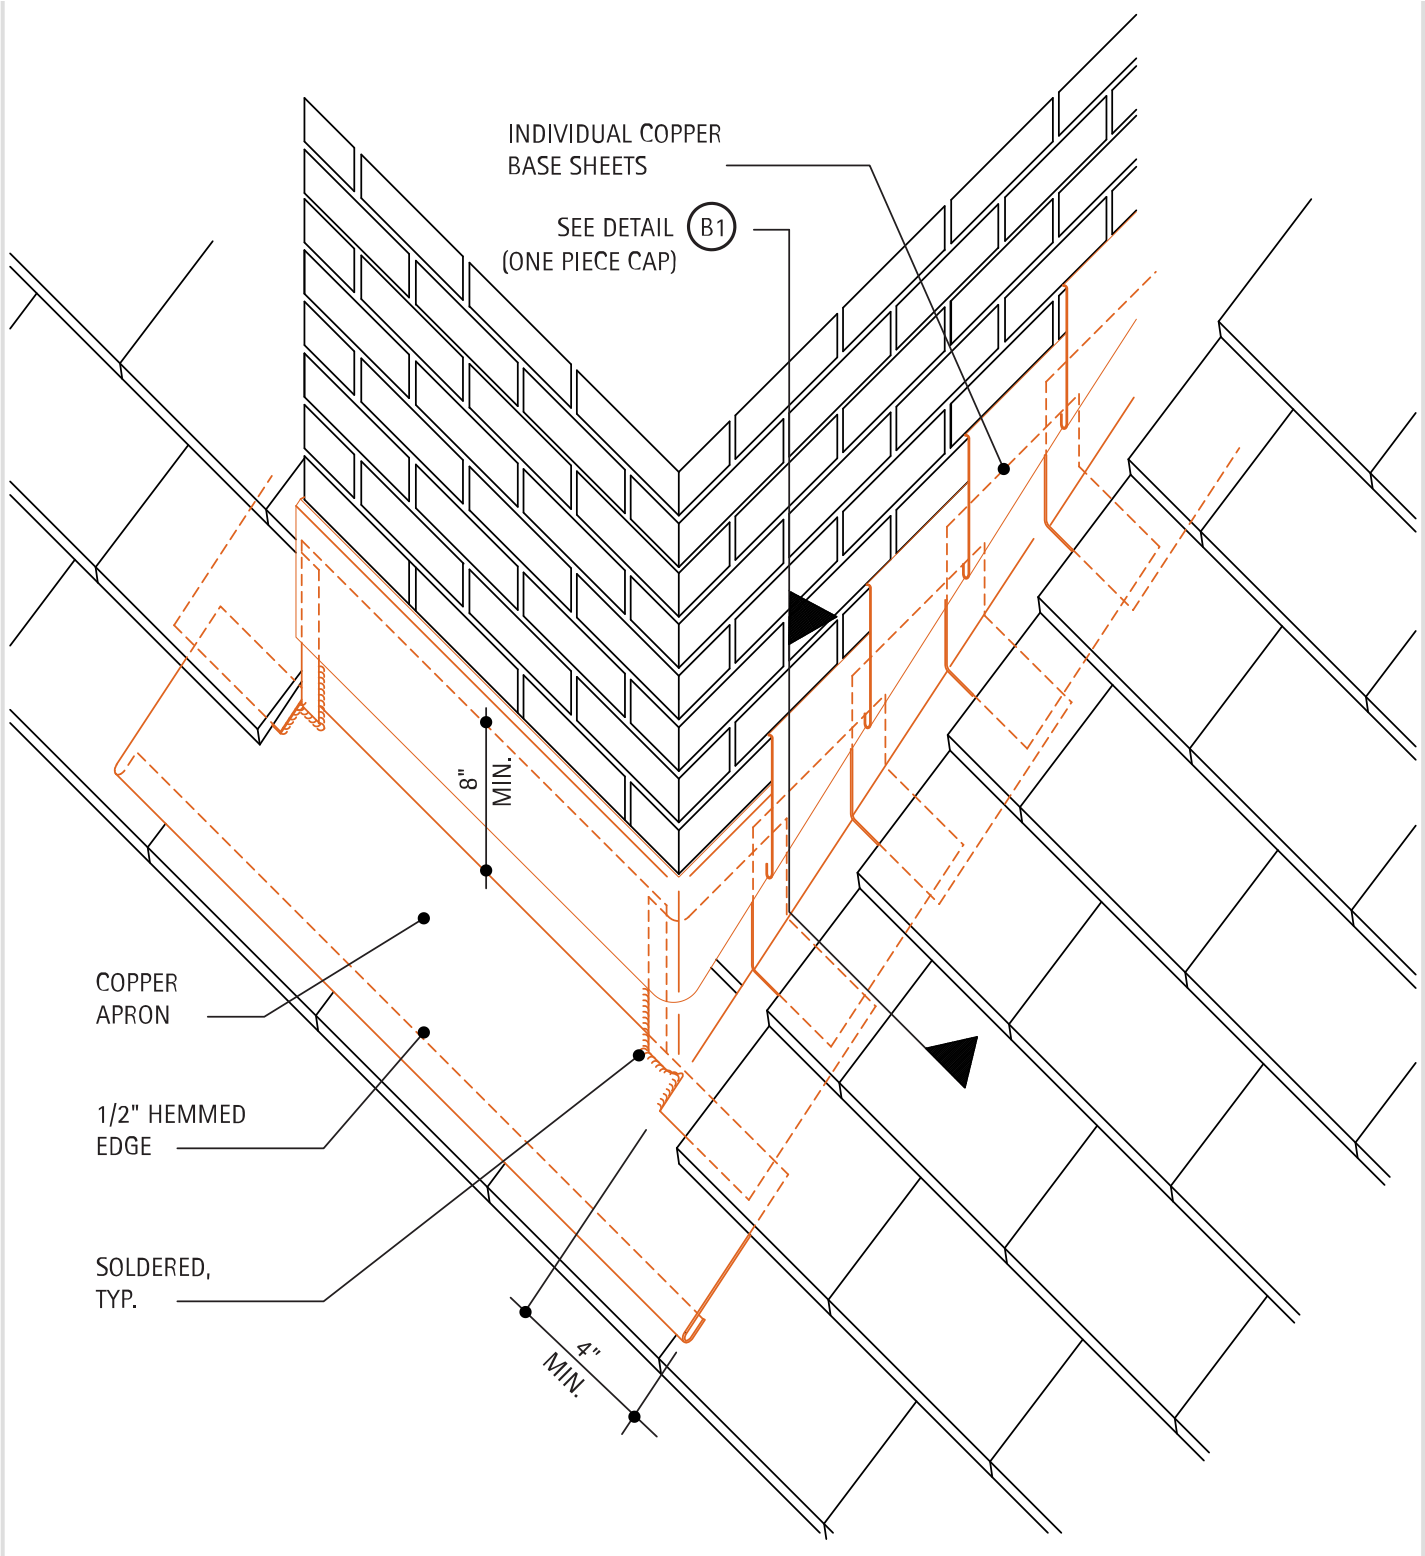 INDIVIDUAL COPPER
BASE SHEETS
SEE DETAIL B1
(ONE PIECE CAP)
8"
MIN.
COPPER
APRON
1/2" HEMMED
EDGE
SOLDERED,
TYP.
4"
MIN.